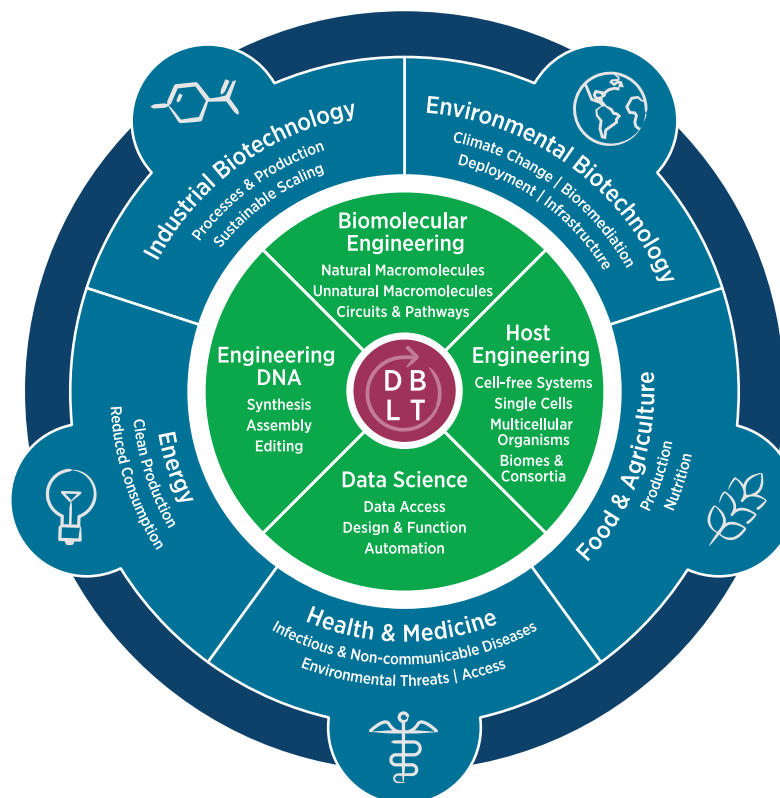 Industrial Biotechnology
Processes & Production
Sustainable Scaling
Environmental Biotechnology
Climate Change | Bioremediation
Deployment | Infrastructure
Biomolecular
Engineering
Natural Macromolecules
Unnatural Macromolecules
Circuits & Pathways
Engineering
DNA
Synthesis
Assembly
Editing
D B
L T
Host
Engineering
Cell-free Systems
Single Cells
Multicellular
Organisms
Biomes &
Consortia
Data Science
Data Access
Design & Function
Automation
Energy
Clean Production
Reduced Consumption
Food & Agriculture
Production
Nutrition
Health & Medicine
Infectious & Non-communicable Diseases
Environmental Threats | Access